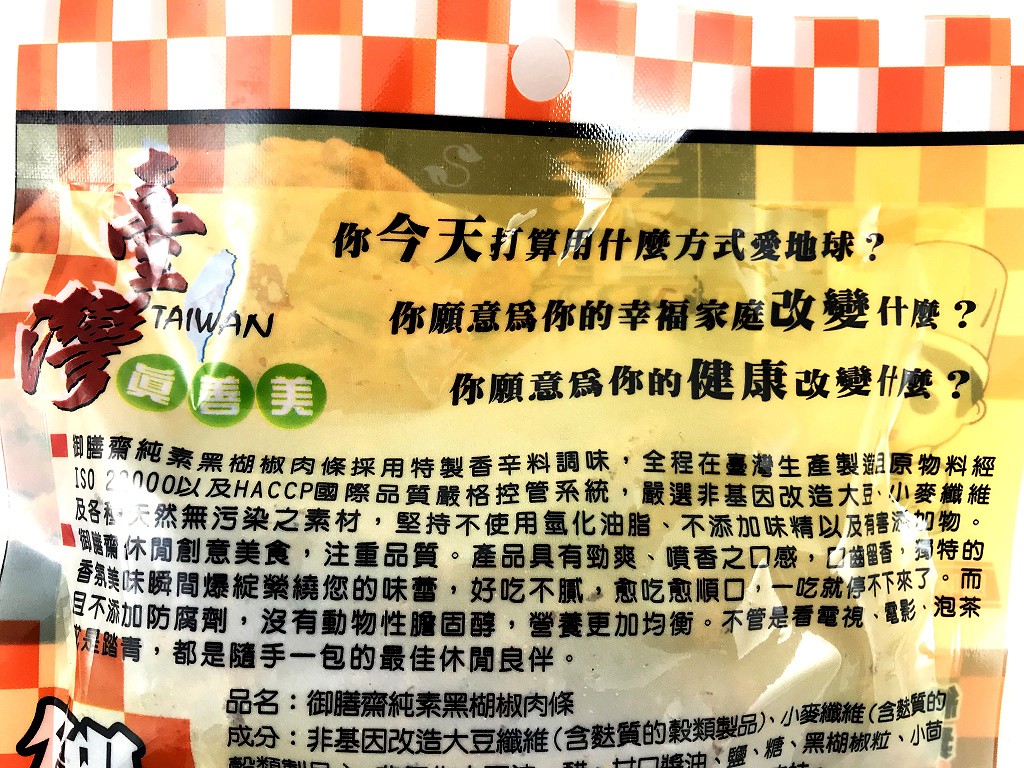 臺灣
TAIWAN
眞善美
你今天打算用什麼方式愛地球？
你願意爲你的幸福家庭改變什麼？
你願意爲你的健康改變什麼？
御膳齋純素黑椒肉條採用特製香辛料調味，全程在臺灣生產製造且原物料經
ISO 22000以及HACCP國際品質嚴格控管系統，嚴選非基因改造大豆、小麥纖維
及各種天然無污染之素材，堅持不使用氫化油脂、不添加味精以及有害添加物。
御膳齋休閒創意美食，注重品質。產品具有勁爽、噴香之口感，口齒留香，獨特的
香氛美味瞬間爆綻縈繞您的味蕾，好吃不膩，愈吃愈順口，一吃就停不下來了。而
且不添加防腐劑，沒有動物性膽固醇，營養更加均衡。不管是看電視、電影、泡茶
是踏青，都是隨手一包的最佳休閒良伴。
品名：御膳齋純素黑胡椒肉條
成分：非基因改造大豆纖維(含麩質的穀類製品)、小麥纖維(含麩質的
醬油、鹽、糖、黑胡椒粒、小茴